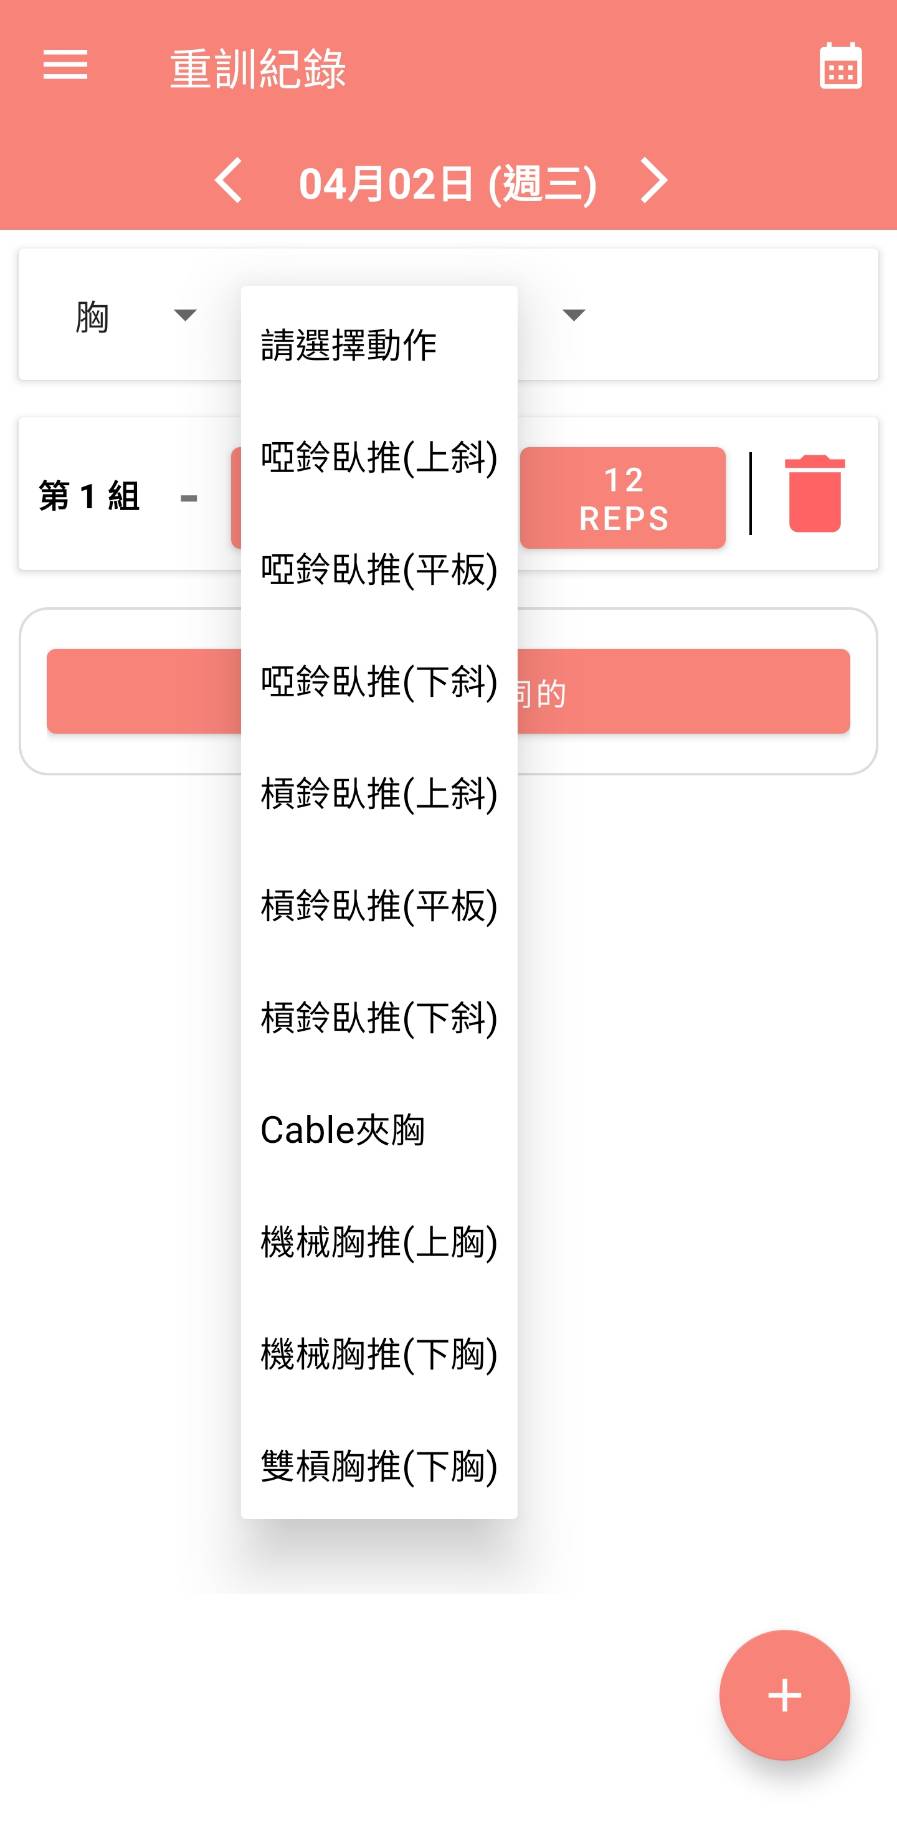 重訓紀錄
04月02日 (週三)
胸
請選擇動作
啞鈴臥推(上斜)
第 1 組 -
12
REPS
啞鈴臥推(平板)
啞鈴臥推(下斜)
同的
槓鈴臥推(上斜)
槓鈴臥推(平板)
槓鈴臥推(下斜)
Cable夾胸
機械胸推(上胸)
機械胸推(下胸)
雙槓胸推(下胸)
+